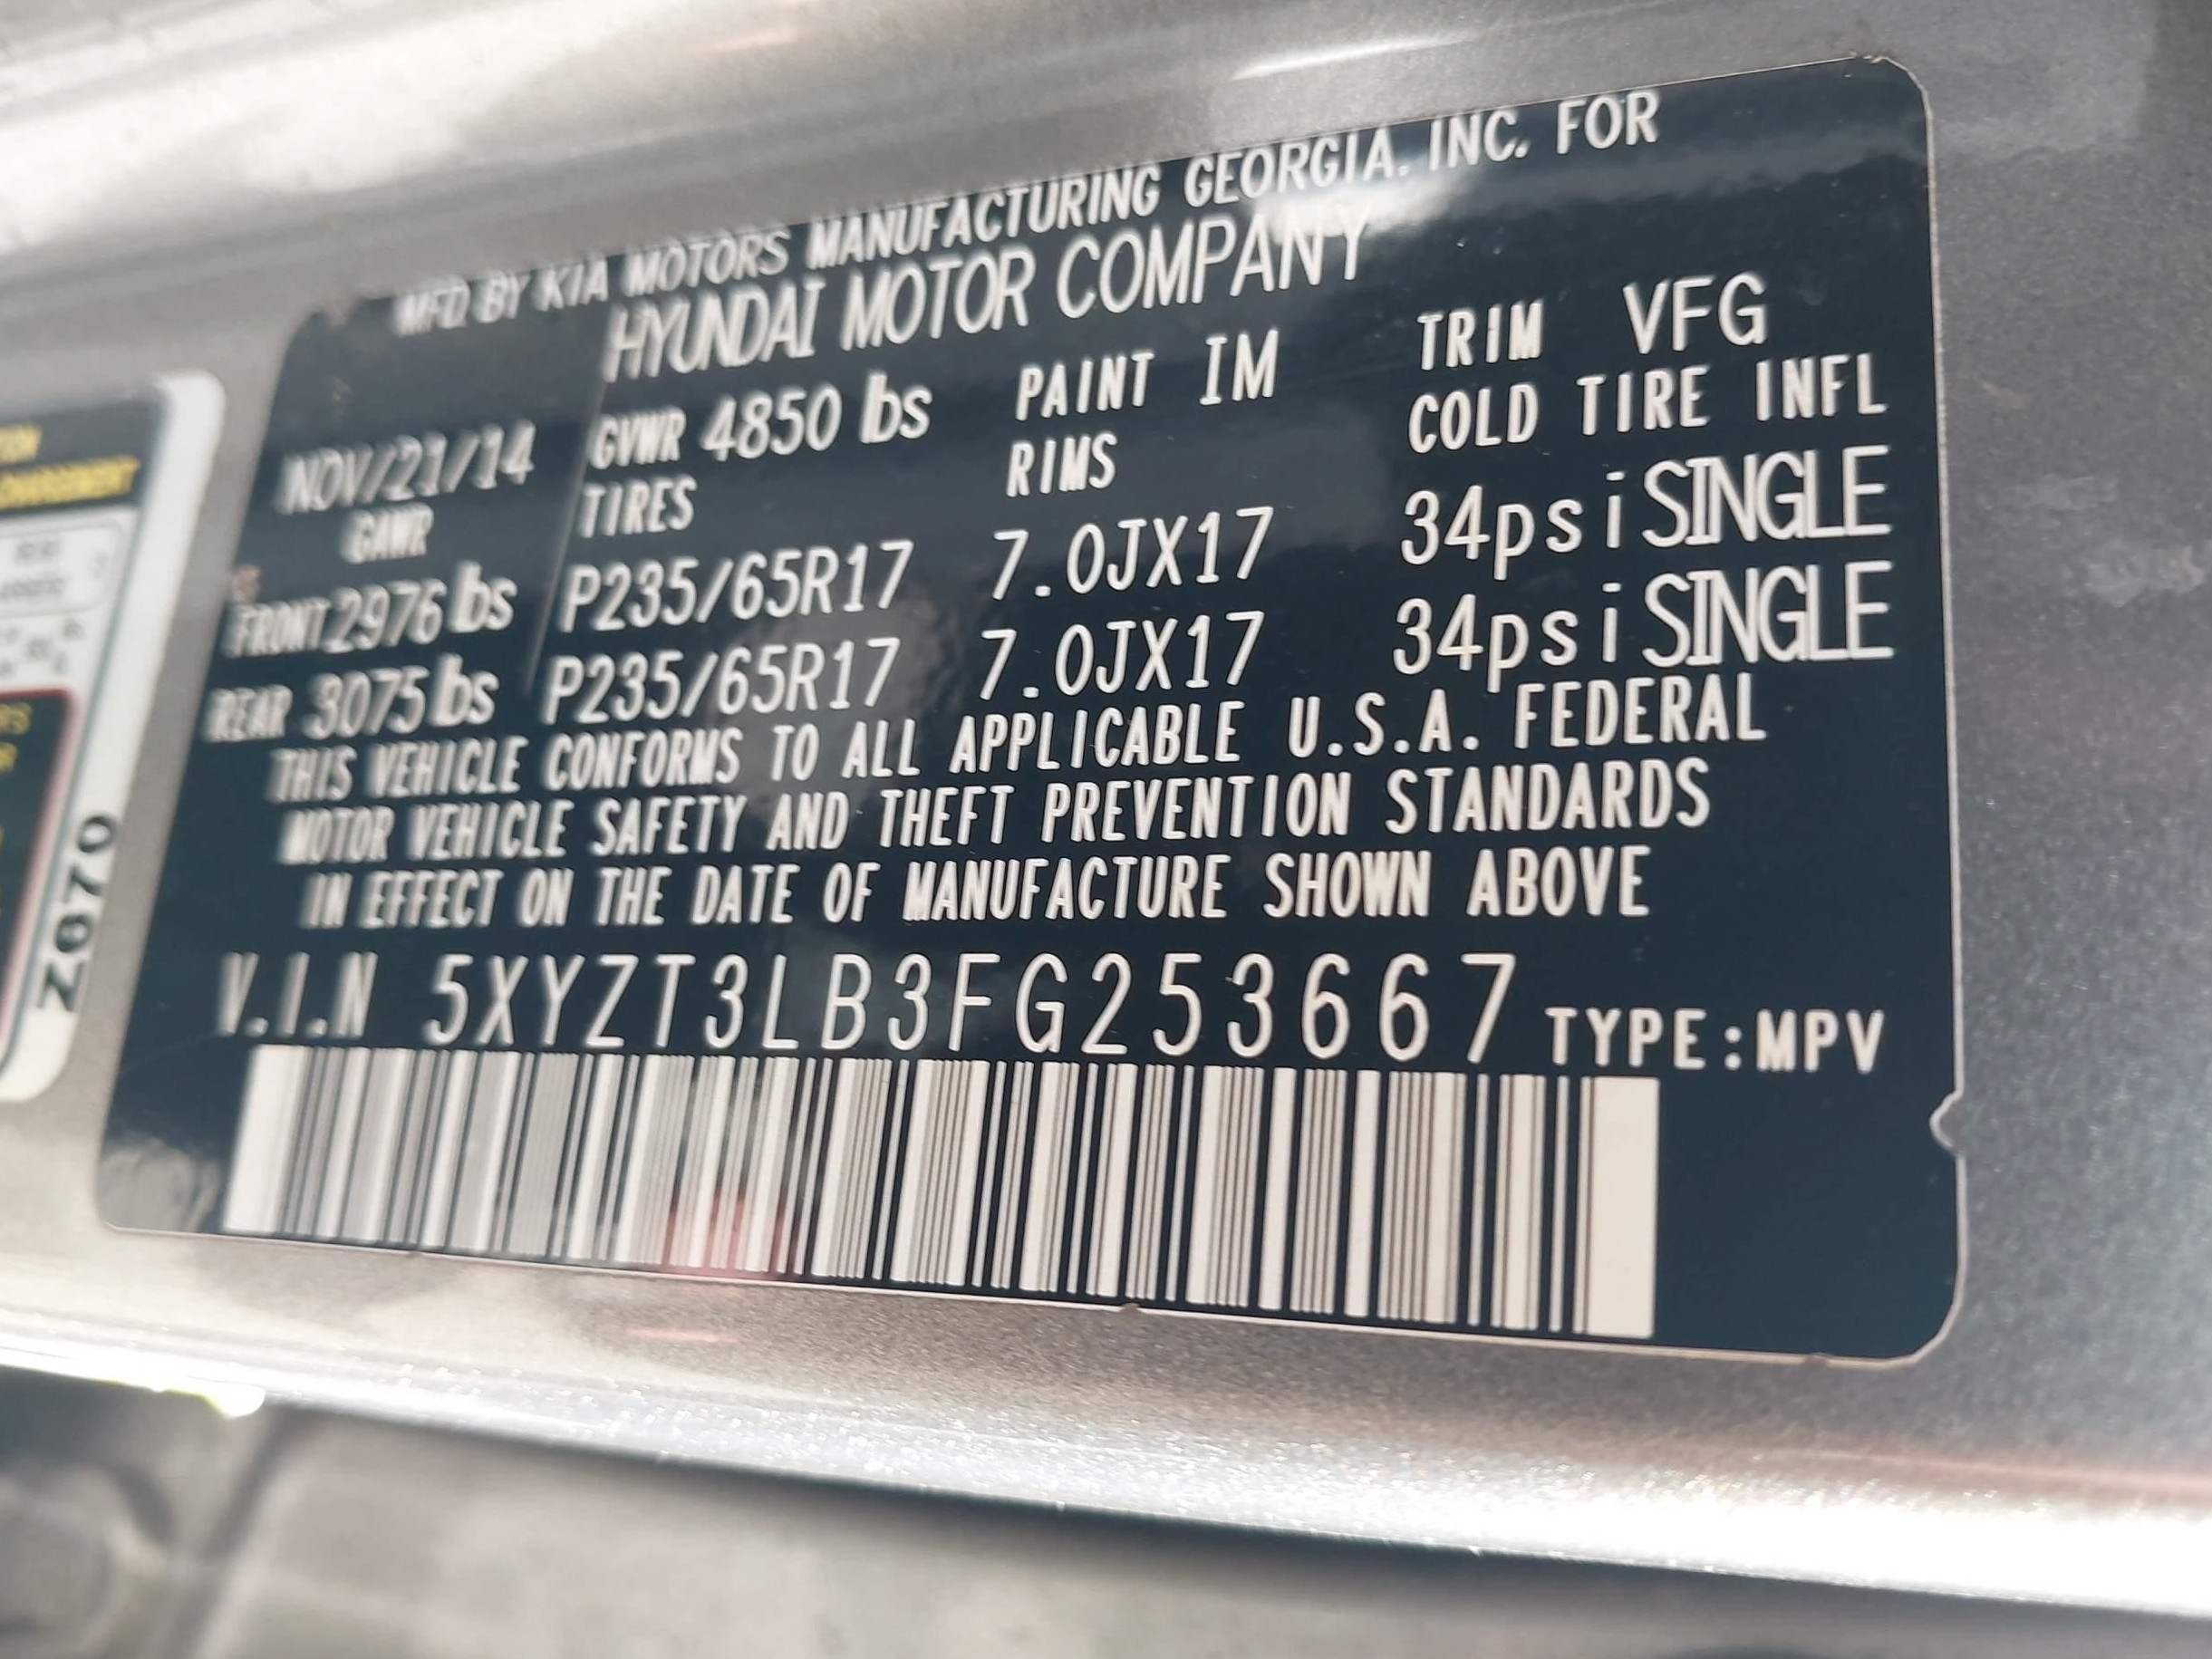 MFD. BY KIA MOTORS MANUFACTURING GEORGIA. INC. FOR
HYUNDAI MOTOR COMPANY
NOV/21/14 GVWR 4850 lbs PAINT IM TRIM VFG
GAWR TIRES RIMS COLD TIRE INFL
FRONT 2976 lbs P235/65R17 7.0JX17 34psi SINGLE
REAR 3075 lbs P235/65R17 7.0JX17 34psi SINGLE
THIS VEHICLE CONFORMS TO ALL APPLICABLE U.S.A. FEDERAL
MOTOR VEHICLE SAFETY AND THEFT PREVENTION STANDARDS
IN EFFECT ON THE DATE OF MANUFACTURE SHOWN ABOVE
V.I.N 5XYZT3LB3FG253667 TYPE:MPV
Z670